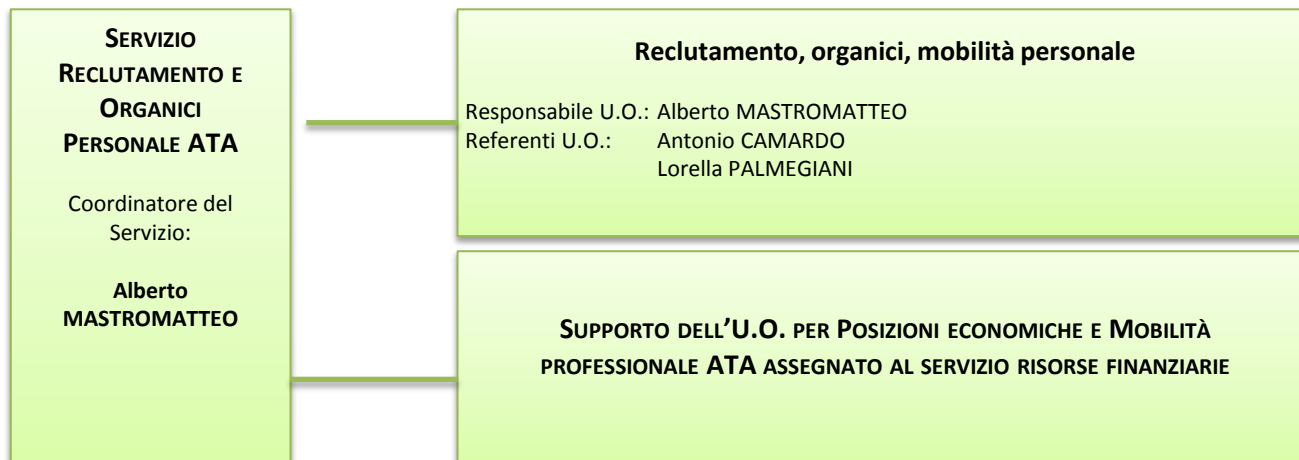 SERVIZIO
RECLUTAMENTO E
ORGANICI
PERSONALE ATA
Coordinatore del
Servizio:
Alberto
MASTROMATTEO
Reclutamento, organici, mobilità personale
Responsabile U.O.: Alberto MASTROMATTEO
Referenti U.O.: Antonio CAMARDO
Lorella PALMEGIANI
SUPPORTO DELL'U.O. PER POSIZIONI ECONOMICHE E MOBILITÀ
PROFESSIONALE ATA ASSEGNATO AL SERVIZIO RISORSE FINANZIARIE